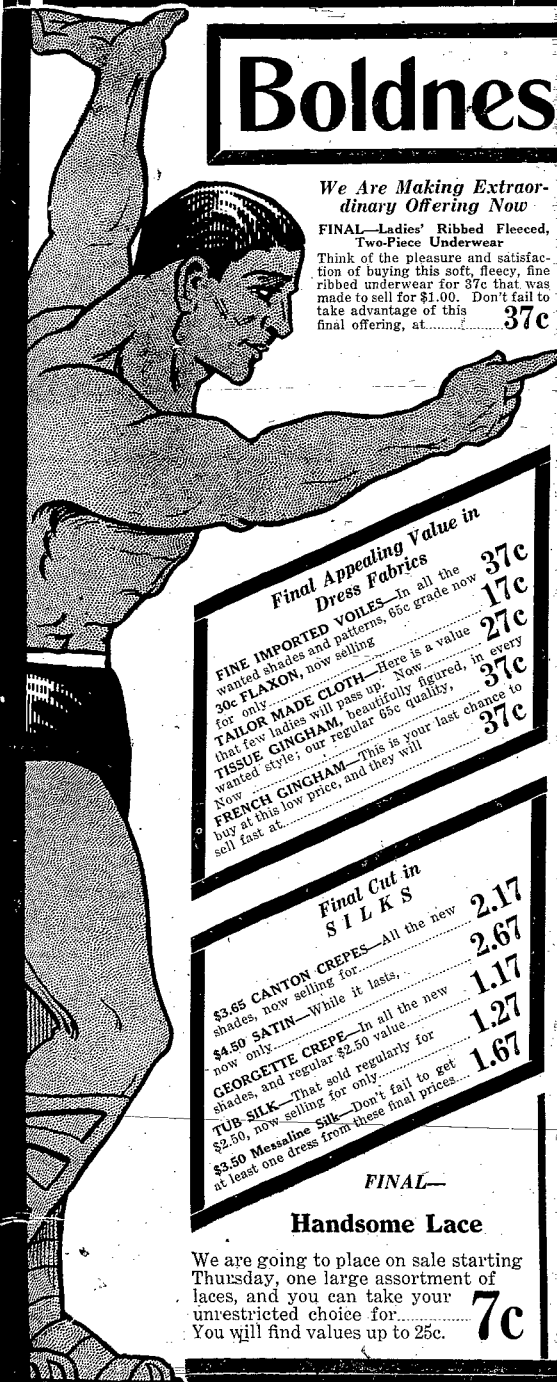 Boldnes
We Are Making Extraor-
dinary Offering Now
FINAL—Ladies' Ribbed Fleeced,
Two-Piece Underwear
Think of the pleasure and satisfac-
tion of buying this soft, fleecy, fine
ribbed underwear for 37c that was
made to sell for $1.00. Don't fail to
take advantage of this
final offering, at........ 37c
Final Appealing Value in
Dress Fabrics
FINE IMPORTED VOILES—In all the
wanted shades and patterns, 65c grade now 37c
30c FLAXON, now selling
for only........ 17c
TAILOR MADE CLOTH—Here is a value
that few ladies will pass up. Now........ 27c
TISSUE GINGHAM, beautifully figured, in every
wanted style; our regular 65c quality,
Now........ 37c
FRENCH GINGHAM—This is your last chance to
buy at this low price, and they will
sell fast at........ 37c
Final Cut in
SILKS
$3.65 CANTON CREPES—All the new
shades, now selling for........ 2.17
$4.50 SATIN—While it lasts,
now only........ 2.67
GEORGETTE CREPE—In all the new
shades, and regular $2.50 value........ 1.17
TUB SILK—That sold regularly for
$2.50, now selling for only........ 1.27
$3.50 Messaline Silk—Don't fail to get
at least one dress from these final prices.... 1.67
FINAL—
Handsome Lace
We are going to place on sale starting
Thursday, one large assortment of
laces, and you can take your
unrestricted choice for........ 7c
You will find values up to 25c.